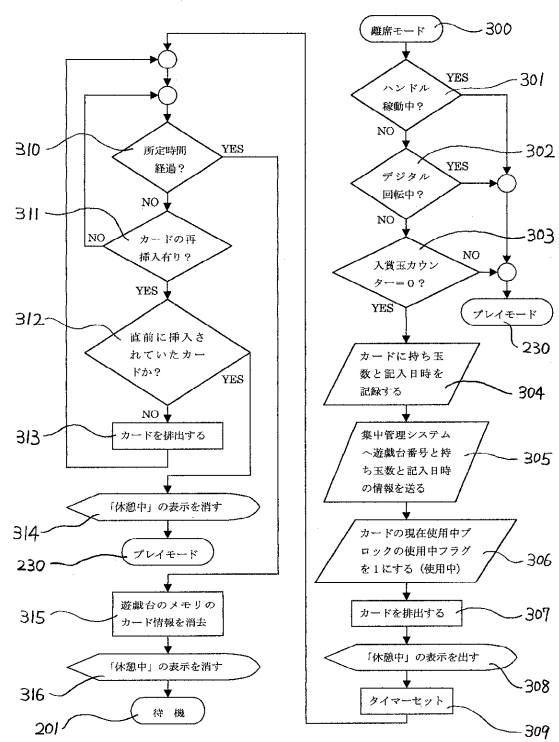 離席モード
300
ハンドル
稼動中？
301
YES
NO
デジタル
回転中？
302
YES
NO
入賞玉カウン
ター＝０？
303
NO
YES
プレイモード
230
カードに持ち玉
数と記入日時を
記録する
304
集中管理システム
へ遊戯台番号と持
ち玉数と記入日時
の情報を送る
305
カードの現在使用中ブ
ロックの使用中フラグ
を１にする（使用中）
306
カードを排出する
307
「休憩中」の表示を出す
308
タイマーセット
309
所定時間
経過？
310
YES
NO
カードの再
挿入有り？
311
NO
YES
直前に挿入さ
れていたカー
ドか？
312
YES
NO
カードを排出する
313
「休憩中」の表示を消す
314
プレイモード
230
遊戯台のメモリの
カード情報を消去
315
「休憩中」の表示を消す
316
待 機
201